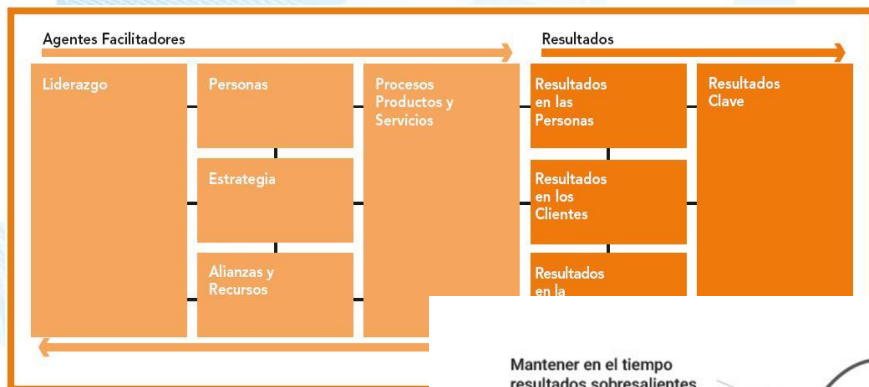 Agentes Facilitadores
Resultados
Liderazgo
Personas
Procesos
Productos y
Servicios
Resultados
en las
Personas
Resultados
Clave
Estrategia
Resultados
en los
Clientes
Alianzas y
Recursos
Resultados
en la
Mantener en el tiempo
resultados sobresalientes